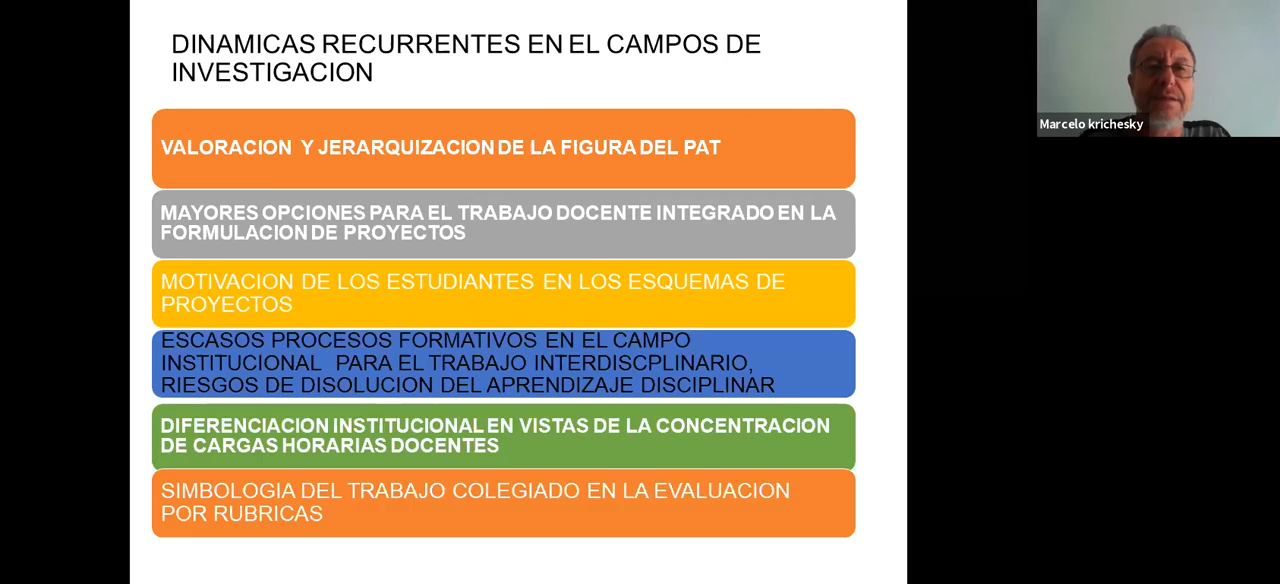 DINAMICAS RECURRENTES EN EL CAMPOS DE
INVESTIGACION
VALORACION Y JERARQUIZACION DE LA FIGURA DEL PAT
MAYORES OPCIONES PARA EL TRABAJO DOCENTE INTEGRADO EN LA
FORMULACION DE PROYECTOS
MOTIVACION DE LOS ESTUDIANTES EN LOS ESQUEMAS DE
PROYECTOS
ESCASOS PROCESOS FORMATIVOS EN EL CAMPO
INSTITUCIONAL PARA EL TRABAJO INTERDISCPLINARIO,
RIESGOS DE DISOLUCION DEL APRENDIZAJE DISCIPLINAR
DIFERENCIACION INSTITUCIONAL EN VISTAS DE LA CONCENTRACION
DE CARGAS HORARIAS DOCENTES
SIMBOLOGIA DEL TRABAJO COLEGIADO EN LA EVALUACION
POR RUBRICAS
Marcelo krichesky